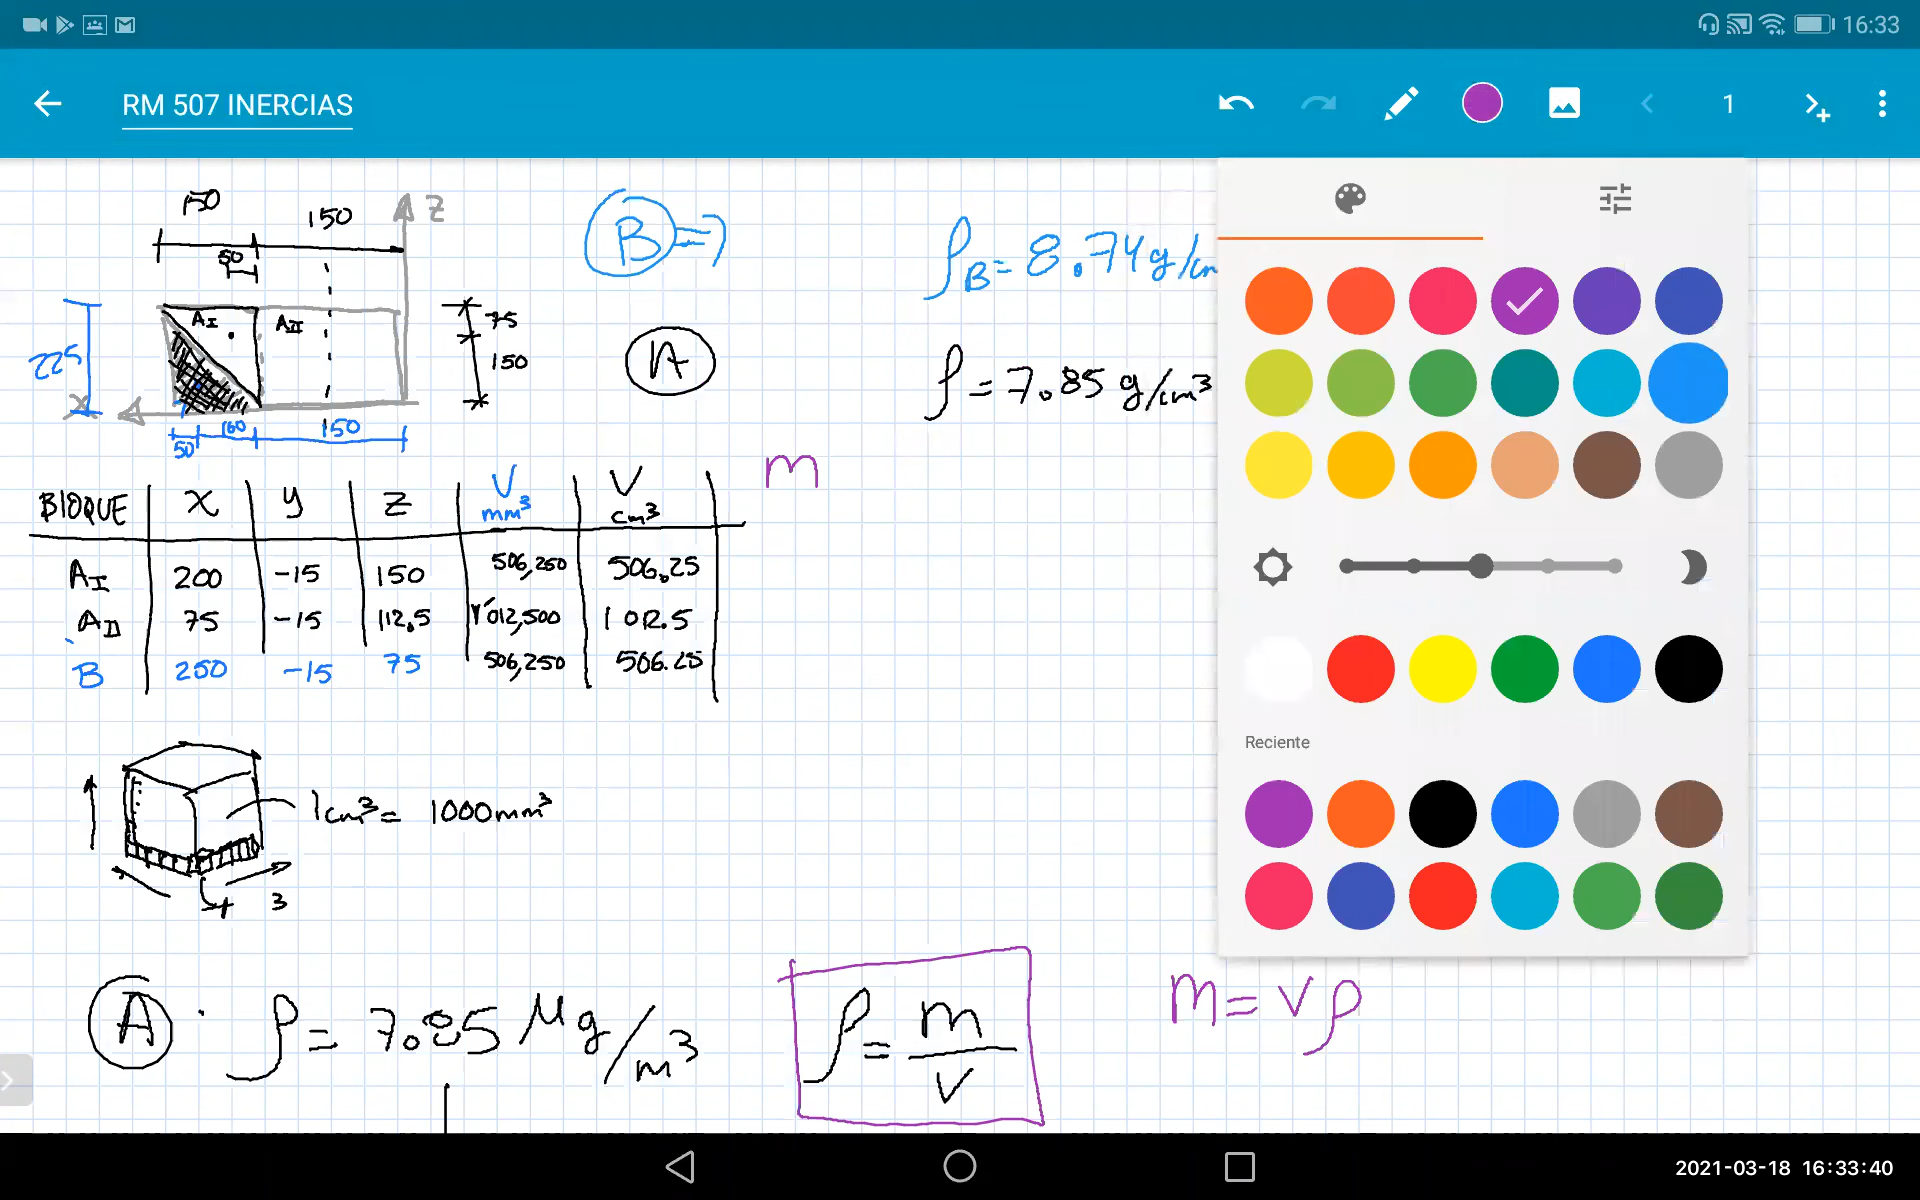 16:33
RM 507 INERCIAS
1
150
150
Z
50
AI
AII
75
150
225
X
50
150
B =>
ρB = 8.74 g/cm
A
ρ = 7.85 g/cm³
m
BlOQUE X y Z V mm³ V cm³
AI 200 -15 150 506,250 506.25
AII 75 -15 112.5 1'012,500 1012.5
B 250 -15 75 506,250 506.25
1cm³ = 1000mm³
3
Reciente
A : ρ = 7.85 Mg/m³
ρ = m/v
m = vρ
2021-03-18 16:33:40